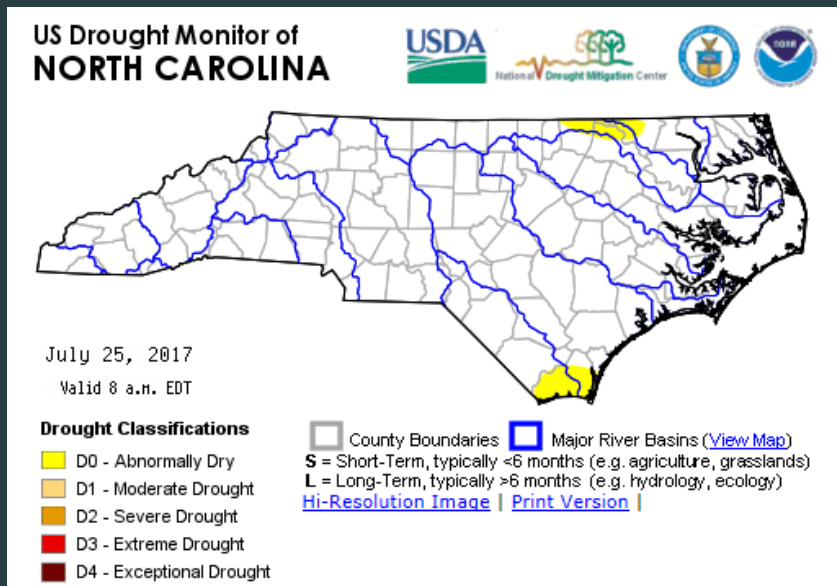 US Drought Monitor of
NORTH CAROLINA
USDA
National Drought Mitigation Center
NOAA
July 25, 2017
Valid 8 a.m. EDT
Drought Classifications
D0 - Abnormally Dry
D1 - Moderate Drought
D2 - Severe Drought
D3 - Extreme Drought
D4 - Exceptional Drought
County Boundaries Major River Basins (View Map)
S = Short-Term, typically <6 months (e.g. agriculture, grasslands)
L = Long-Term, typically >6 months (e.g. hydrology, ecology)
Hi-Resolution Image | Print Version |